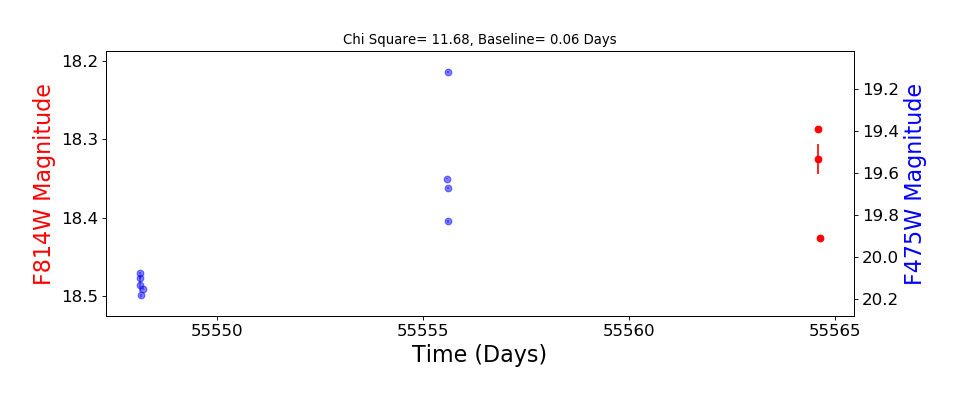 Chi Square= 11.68, Baseline= 0.06 Days
F814W Magnitude
18.2
18.3
18.4
18.5
19.2
19.4
19.6
19.8
20.0
20.2
F475W Magnitude
55550 55555 55560 55565
Time (Days)